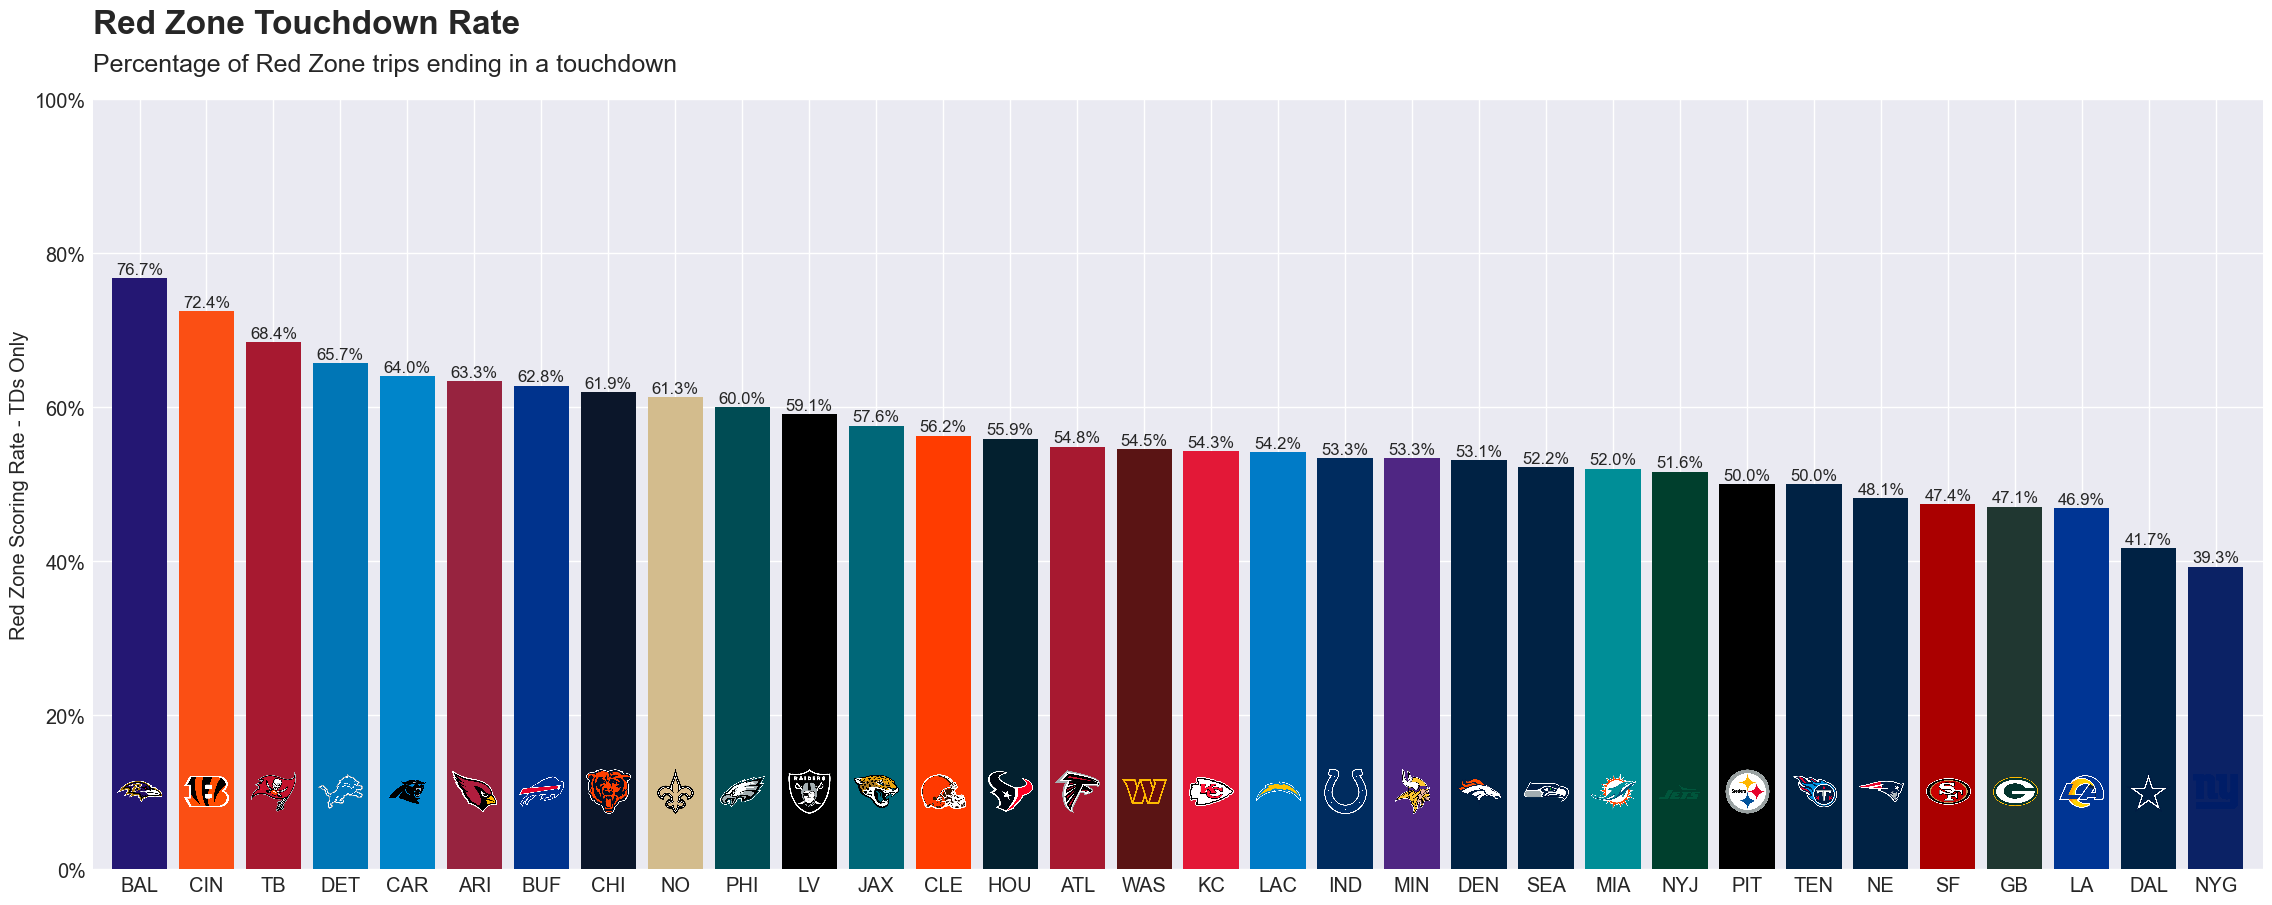 Red Zone Touchdown Rate
Percentage of Red Zone trips ending in a touchdown
Red Zone Scoring Rate - TDs Only
100%
80%
60%
40%
20%
0%
76.7% 72.4% 68.4% 65.7% 64.0% 63.3% 62.8% 61.9% 61.3% 60.0% 59.1% 57.6% 56.2% 55.9% 54.8% 54.5% 54.3% 54.2% 53.3% 53.3% 53.1% 52.2% 52.0% 51.6% 50.0% 50.0% 48.1% 47.4% 47.1% 46.9% 41.7% 39.3%
B RAIDERS W KC JETS Steelers T SF G ny
BAL CIN TB DET CAR ARI BUF CHI NO PHI LV JAX CLE HOU ATL WAS KC LAC IND MIN DEN SEA MIA NYJ PIT TEN NE SF GB LA DAL NYG